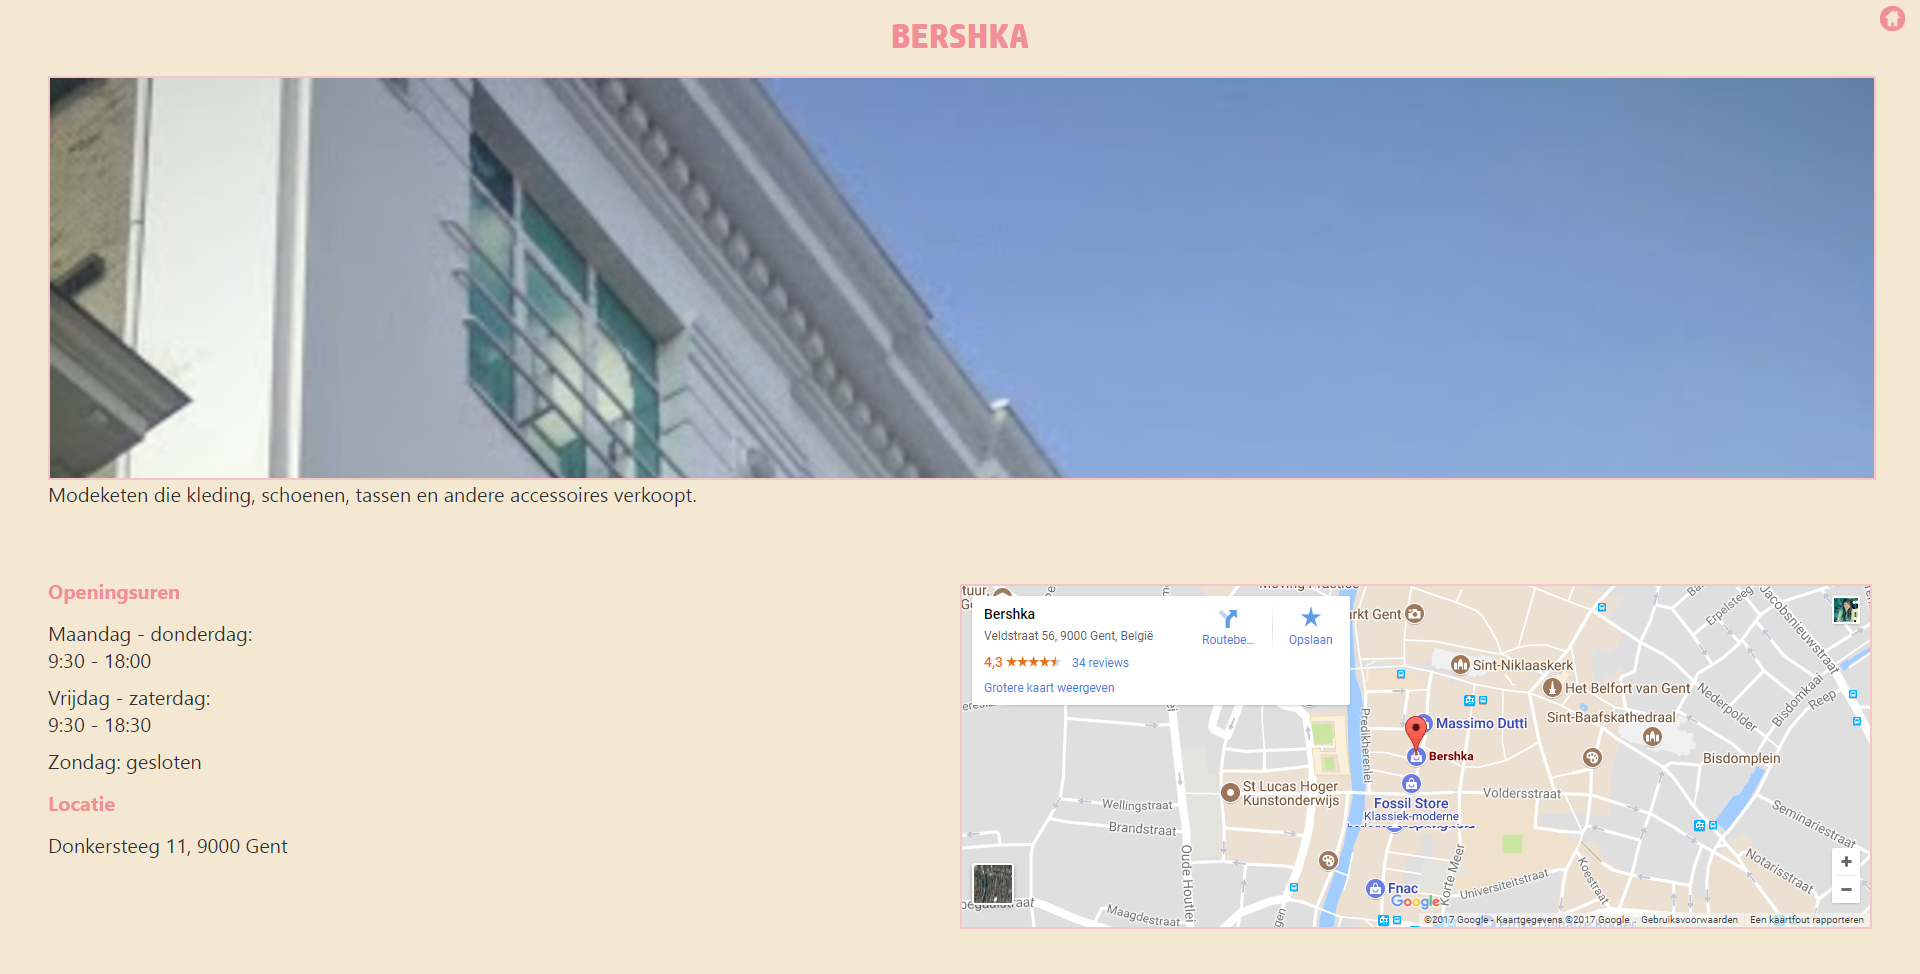 BERSHKA
Modeketen die kleding, schoenen, tassen en andere accessoires verkoopt.
Openingsuren
Maandag - donderdag:
9:30 - 18:00
Vrijdag - zaterdag:
9:30 - 18:30
Zondag: gesloten
Locatie
Donkersteeg 11, 9000 Gent
Bershka
Veldstraat 56, 9000 Gent, België
4,3
34 reviews
Grotere kaart weergeven
Routebe...
Opslaan
Sint-Niklaaskerk
Het Belfort van Gent
Sint-Baafskathedraal
Massimo Dutti
Bershka
Fossil Store
Klassiek-moderne
St Lucas Hoger
Kunstonderwijs
Predikherenlei
Voldersstraat
Wellingstraat
Brandstraat
Oude Houtlei
Maagdestraat
Fnac
Korte Meer
Universiteitstraat
Koestraat
Nederpolder
Bisdomkaai
Reep
Erpelsteeg
Jacobsnieuwstraat
Bisdomplein
Seminariestraat
Notarisstraat
Google
©2017 Google - Kaartgegevens ©2017 Google
Gebruiksvoorwaarden
Een kaartfout rapporteren